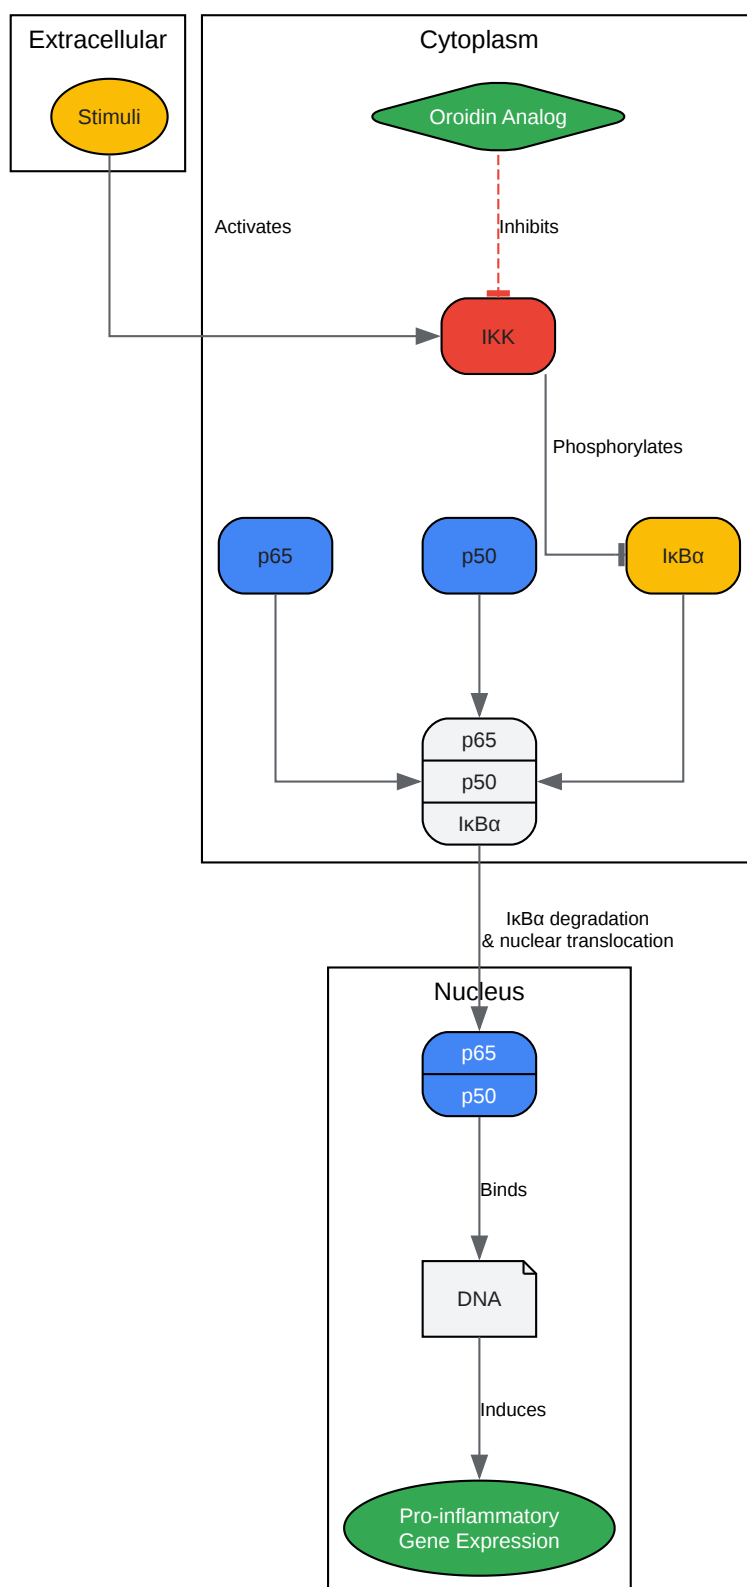 Extracellular
Cytoplasm
Stimuli
Oroidin Analog
Activates
Inhibits
IKK
Phosphorylates
p65
p50
IκBα
p65
p50
IκBα
IκBα degradation
& nuclear translocation
Nucleus
p65
p50
Binds
DNA
Induces
Pro-inflammatory
Gene Expression